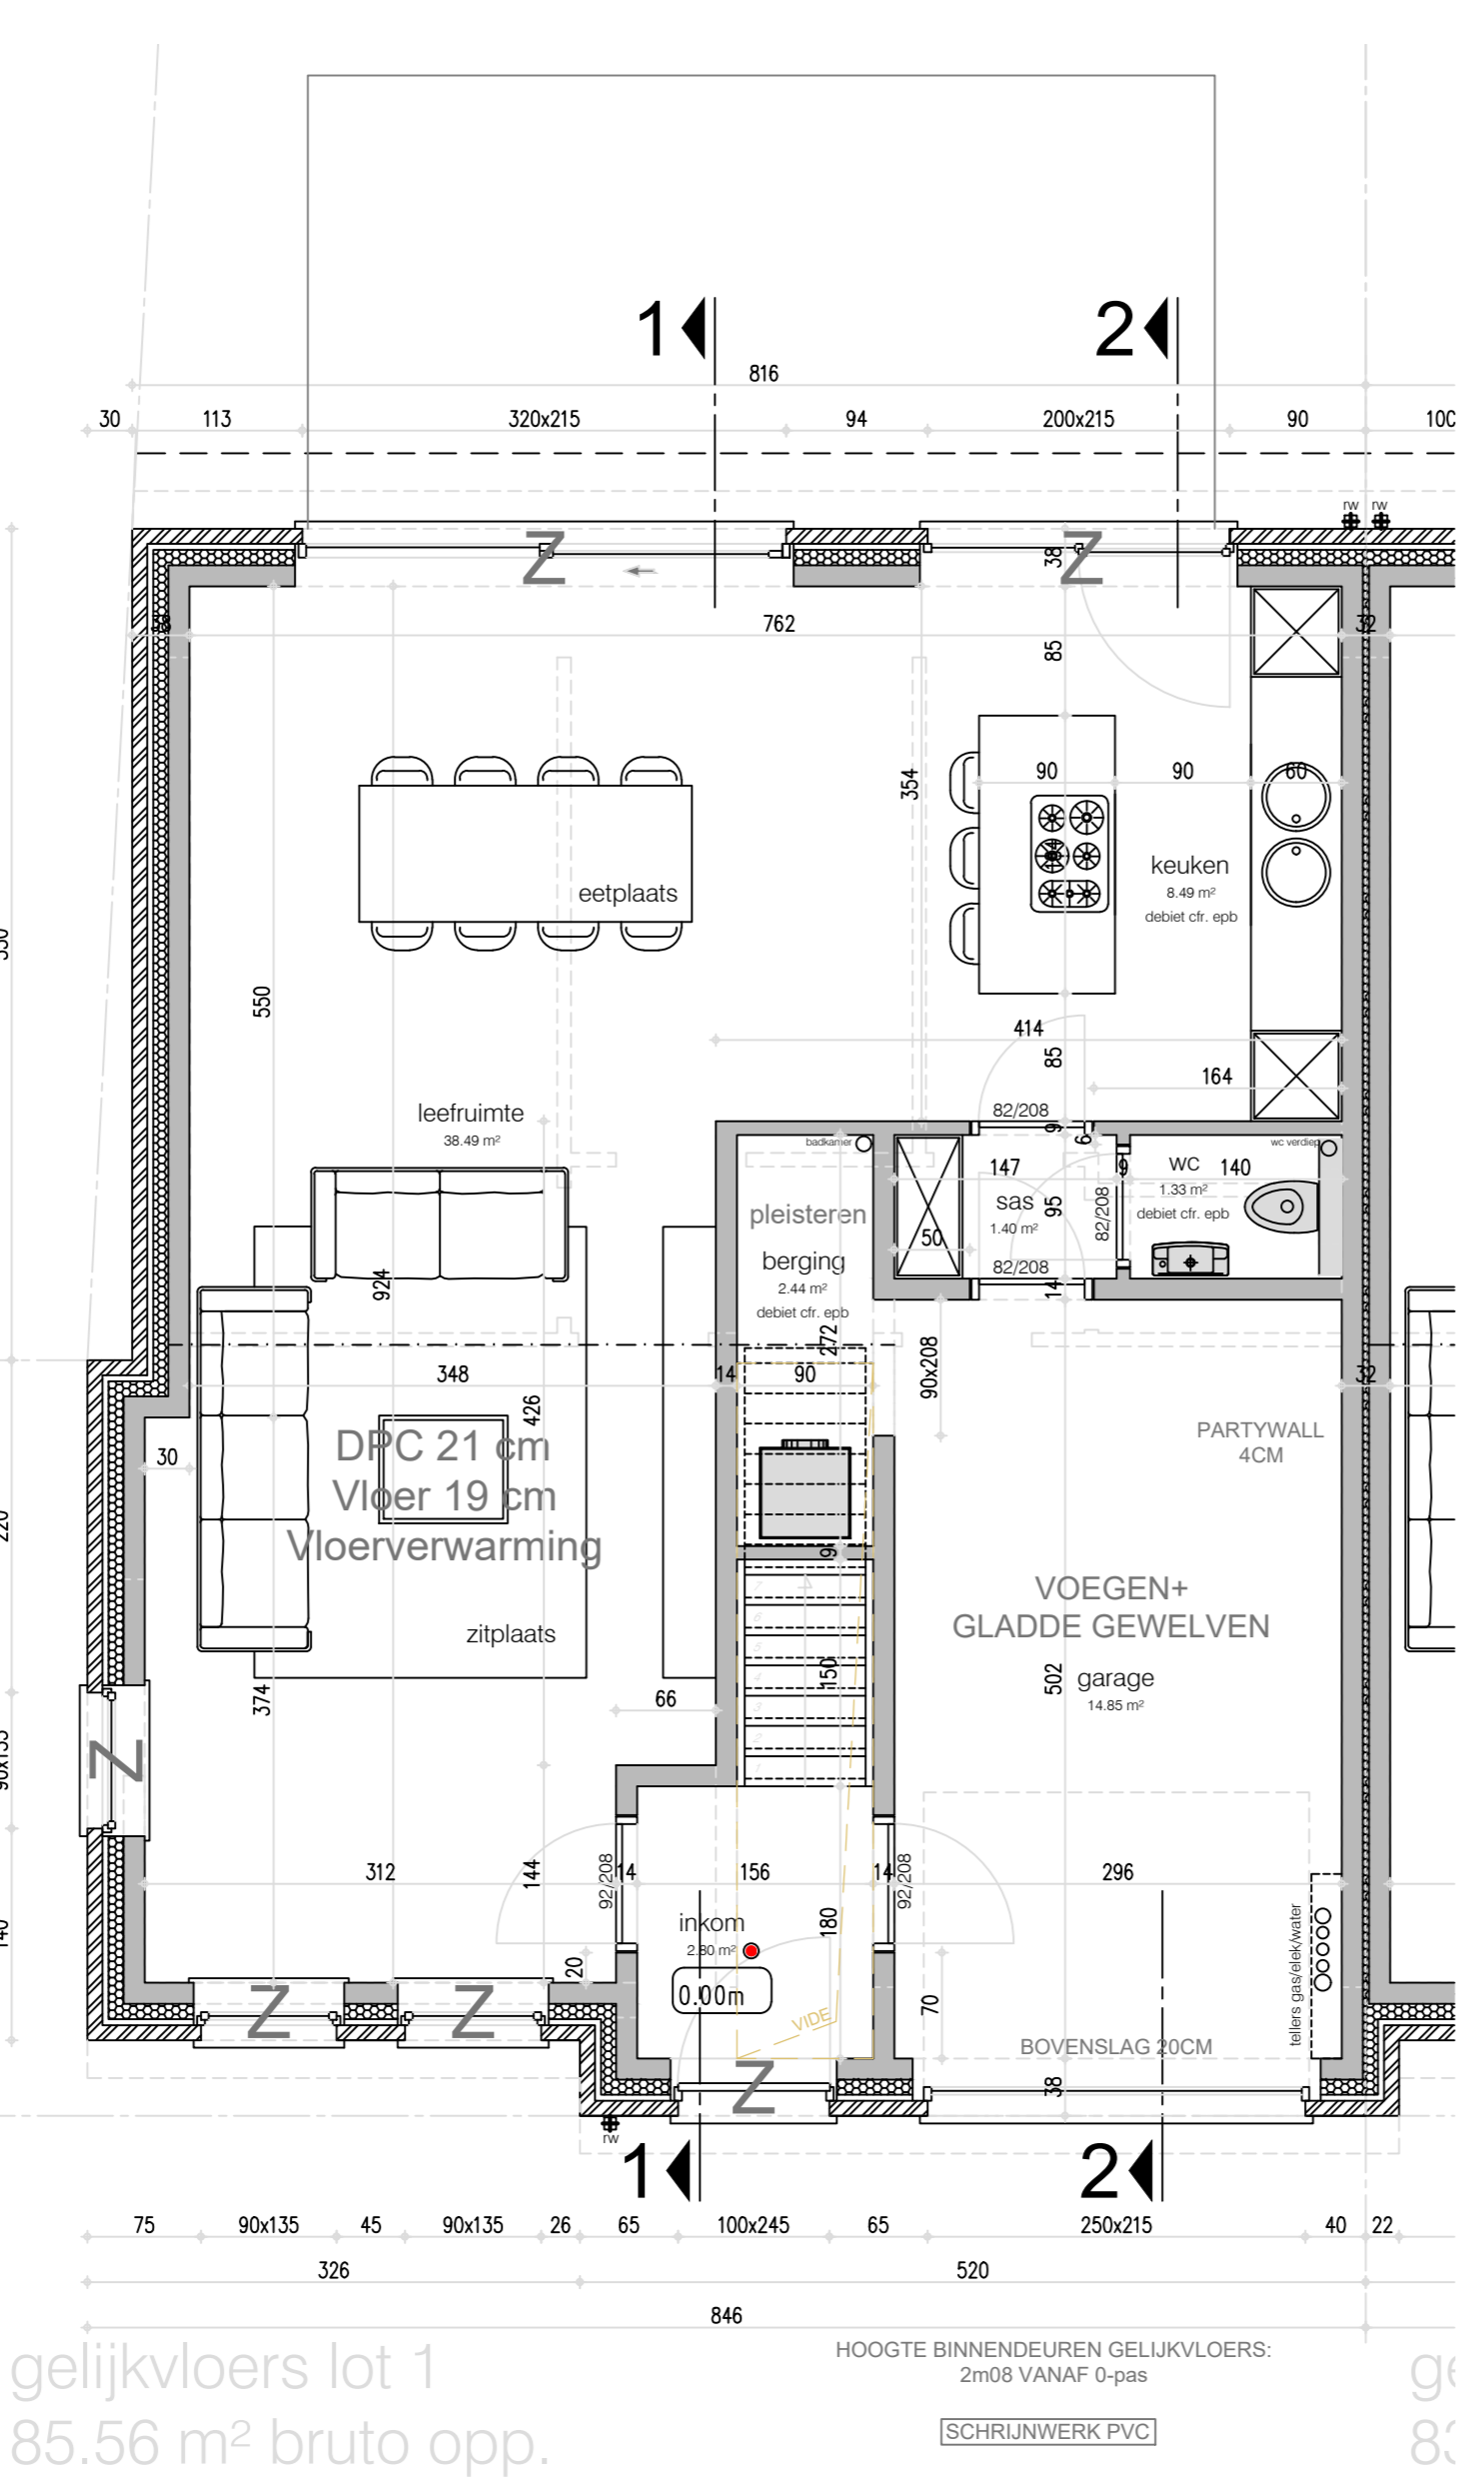 1
2
816
30
113
320x215
94
200x215
90
rw
rw
Z
Z
38
762
32
85
354
90
90
60
eetplaats
keuken
8.49 m²
debiet cfr. epb
550
414
85
164
leefruimte
38.49 m²
82/208
9
6
badkamer
wc verdiep
147
9
WC
140
1.33 m²
debiet cfr. epb
pleisteren
sas
1.40 m²
95
82/208
50
berging
2.44 m²
debiet cfr. epb
82/208
14
924
272
90x208
348
14
90
32
426
30
DPC 21 cm
Vloer 19 cm
Vloerverwarming
PARTYWALL
4CM
9
VOEGEN+
GLADDE GEWELVEN
zitplaats
150
502
garage
14.85 m²
374
66
220
Z
312
144
92/208
14
156
14
92/208
296
inkom
2.80 m²
180
20
0.00m
70
tellers gas/elek/water
VIDE
BOVENSLAG 20CM
Z
Z
Z
38
rw
1
2
75
90x135
45
90x135
26
65
100x245
65
250x215
40
22
326
520
846
gelijkvloers lot 1
85.56 m² bruto opp.
HOOGTE BINNENDEUREN GELIJKVLOERS:
2m08 VANAF 0-pas
SCHRIJNWERK PVC